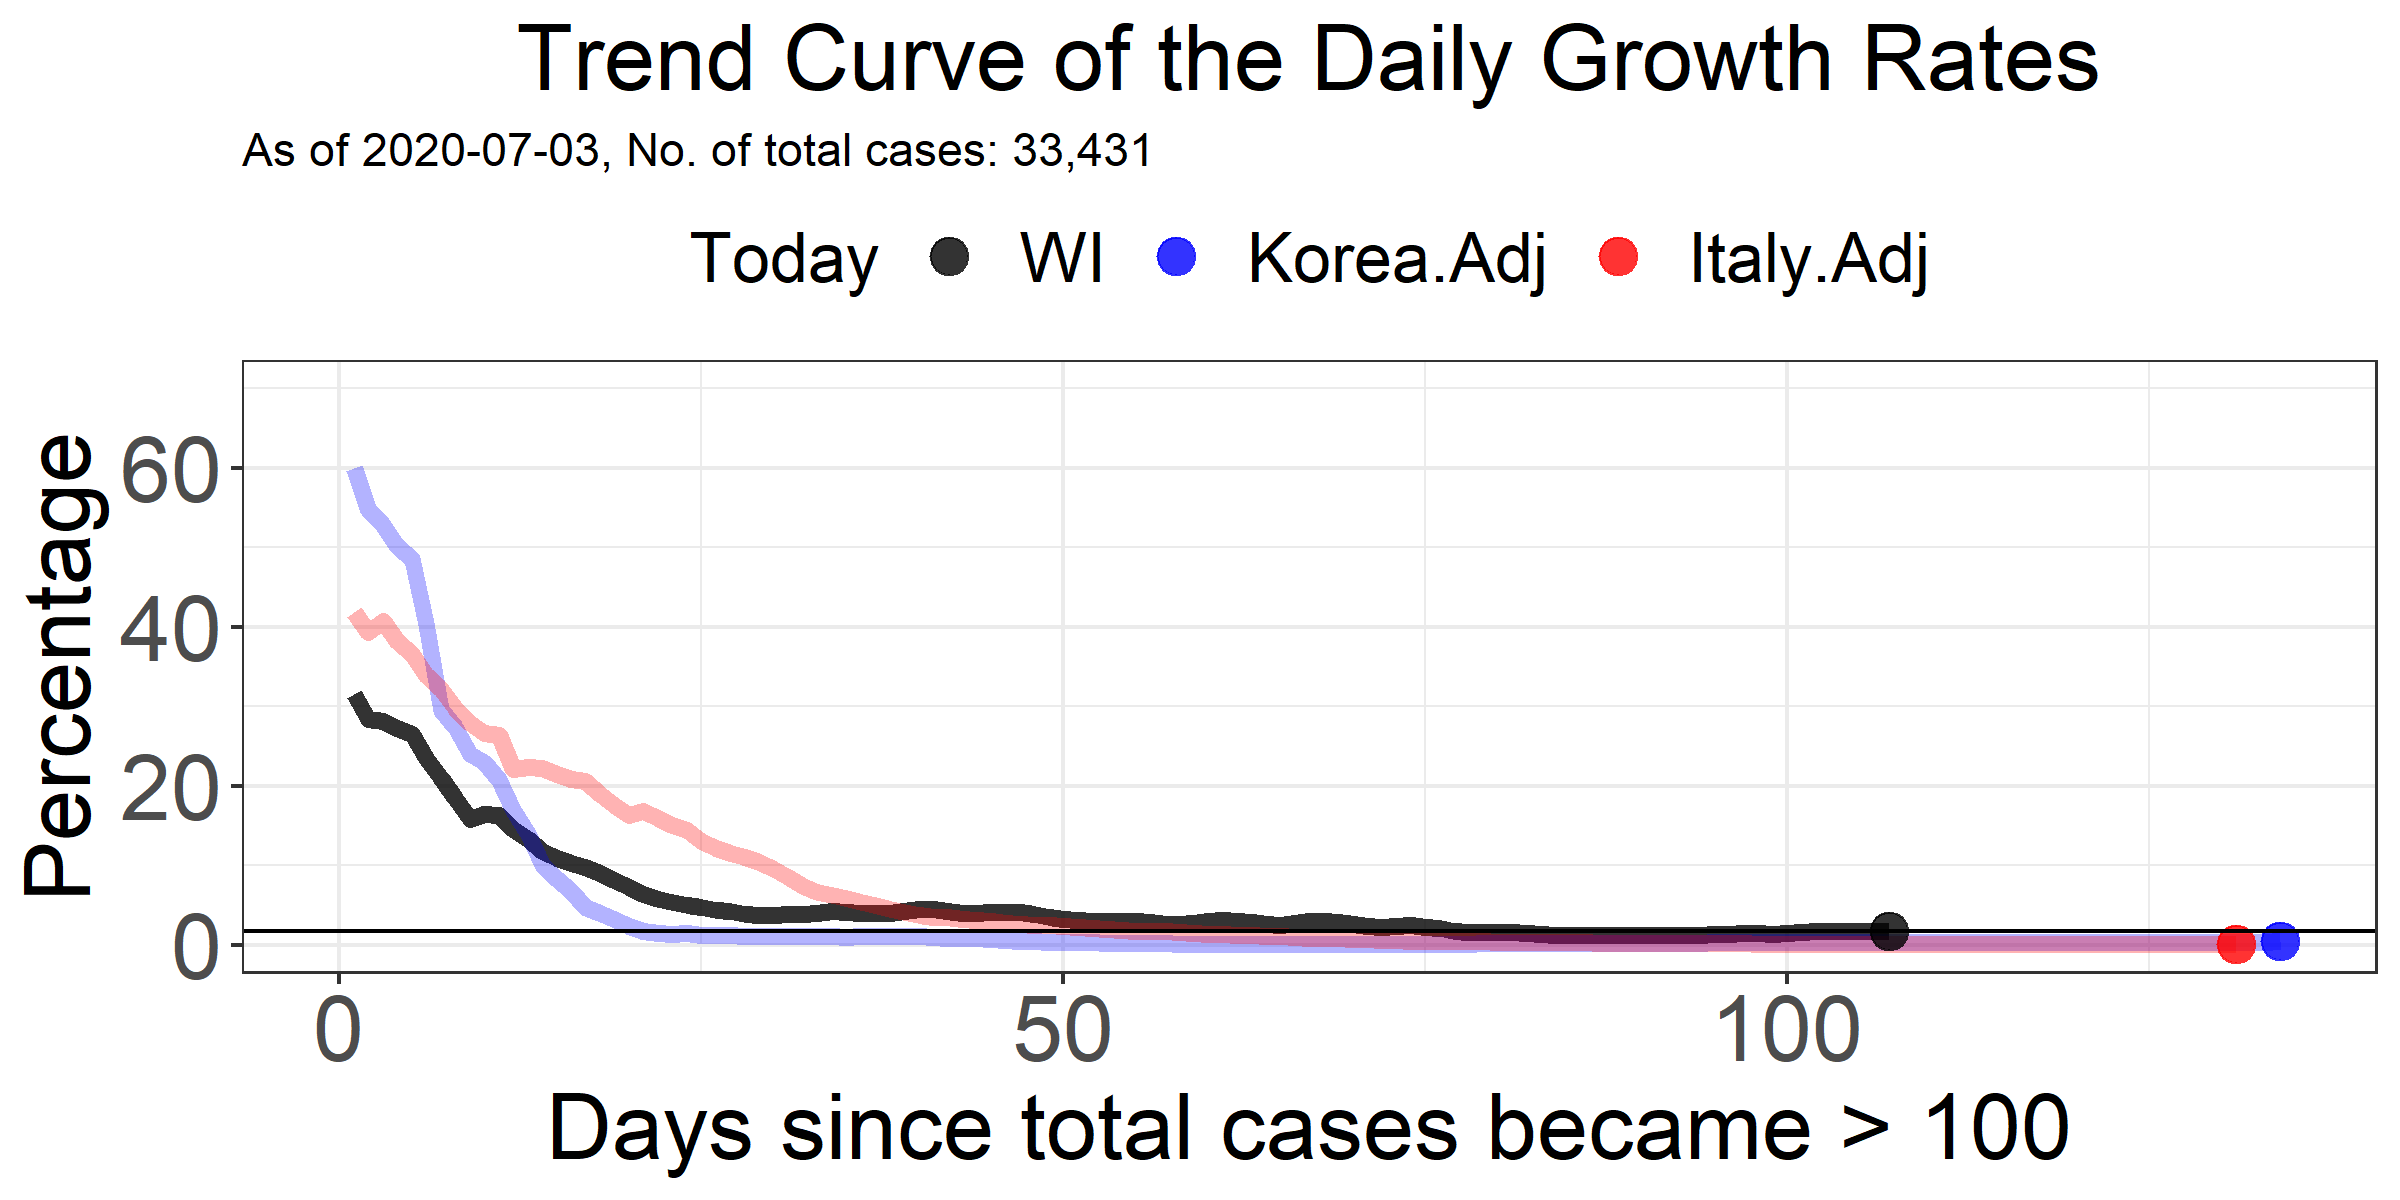 Trend Curve of the Daily Growth Rates
As of 2020-07-03, No. of total cases: 33,431
Today WI Korea.Adj Italy.Adj
Percentage
60
40
20
0
0 50 100
Days since total cases became > 100